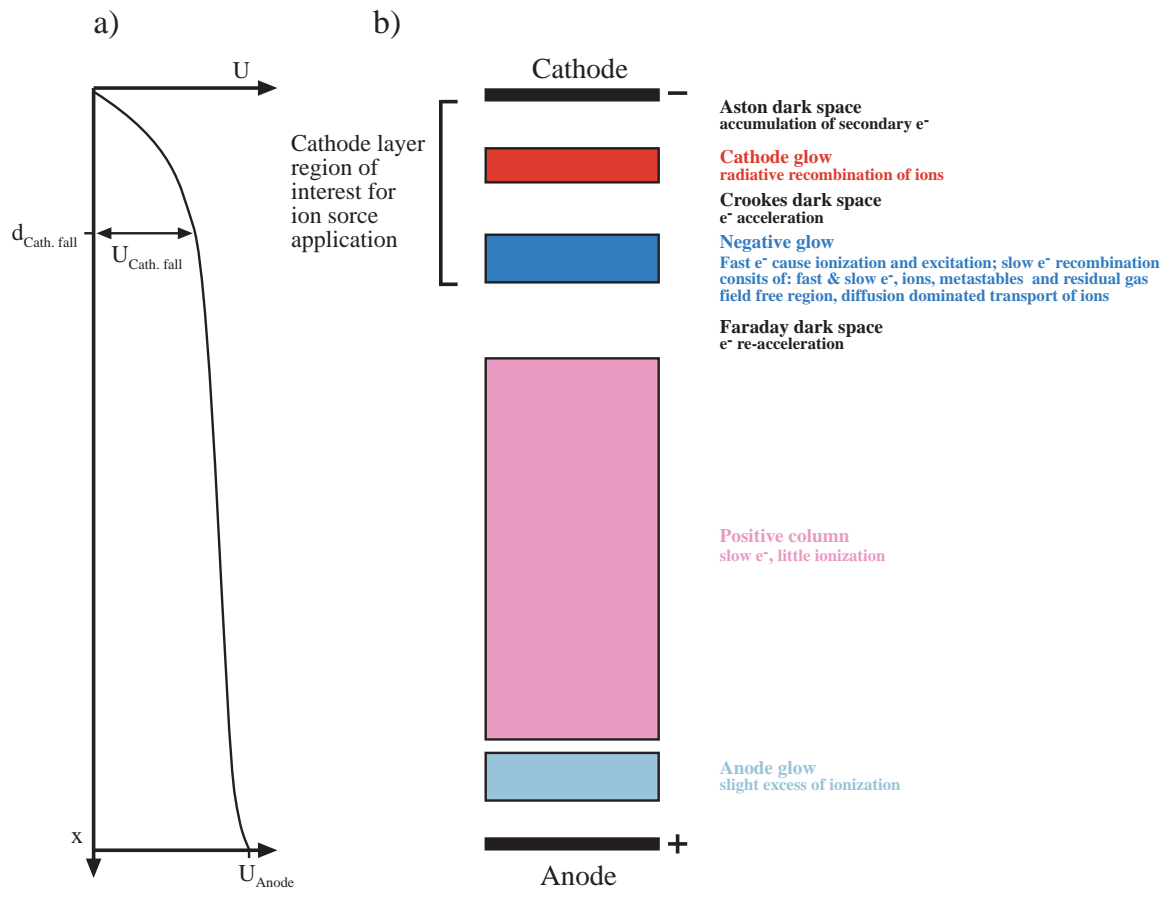 a)
U
d Cath. fall
U Cath. fall
x
U Anode
b)
Cathode
−
Cathode layer
region of
interest for
ion sorce
application
Aston dark space
accumulation of secondary e-
Cathode glow
radiative recombination of ions
Crookes dark space
e- acceleration
Negative glow
Fast e- cause ionization and excitation; slow e- recombination
consits of: fast & slow e-, ions, metastables and residual gas
field free region, diffusion dominated transport of ions
Faraday dark space
e- re-acceleration
Positive column
slow e-, little ionization
Anode glow
slight excess of ionization
+
Anode